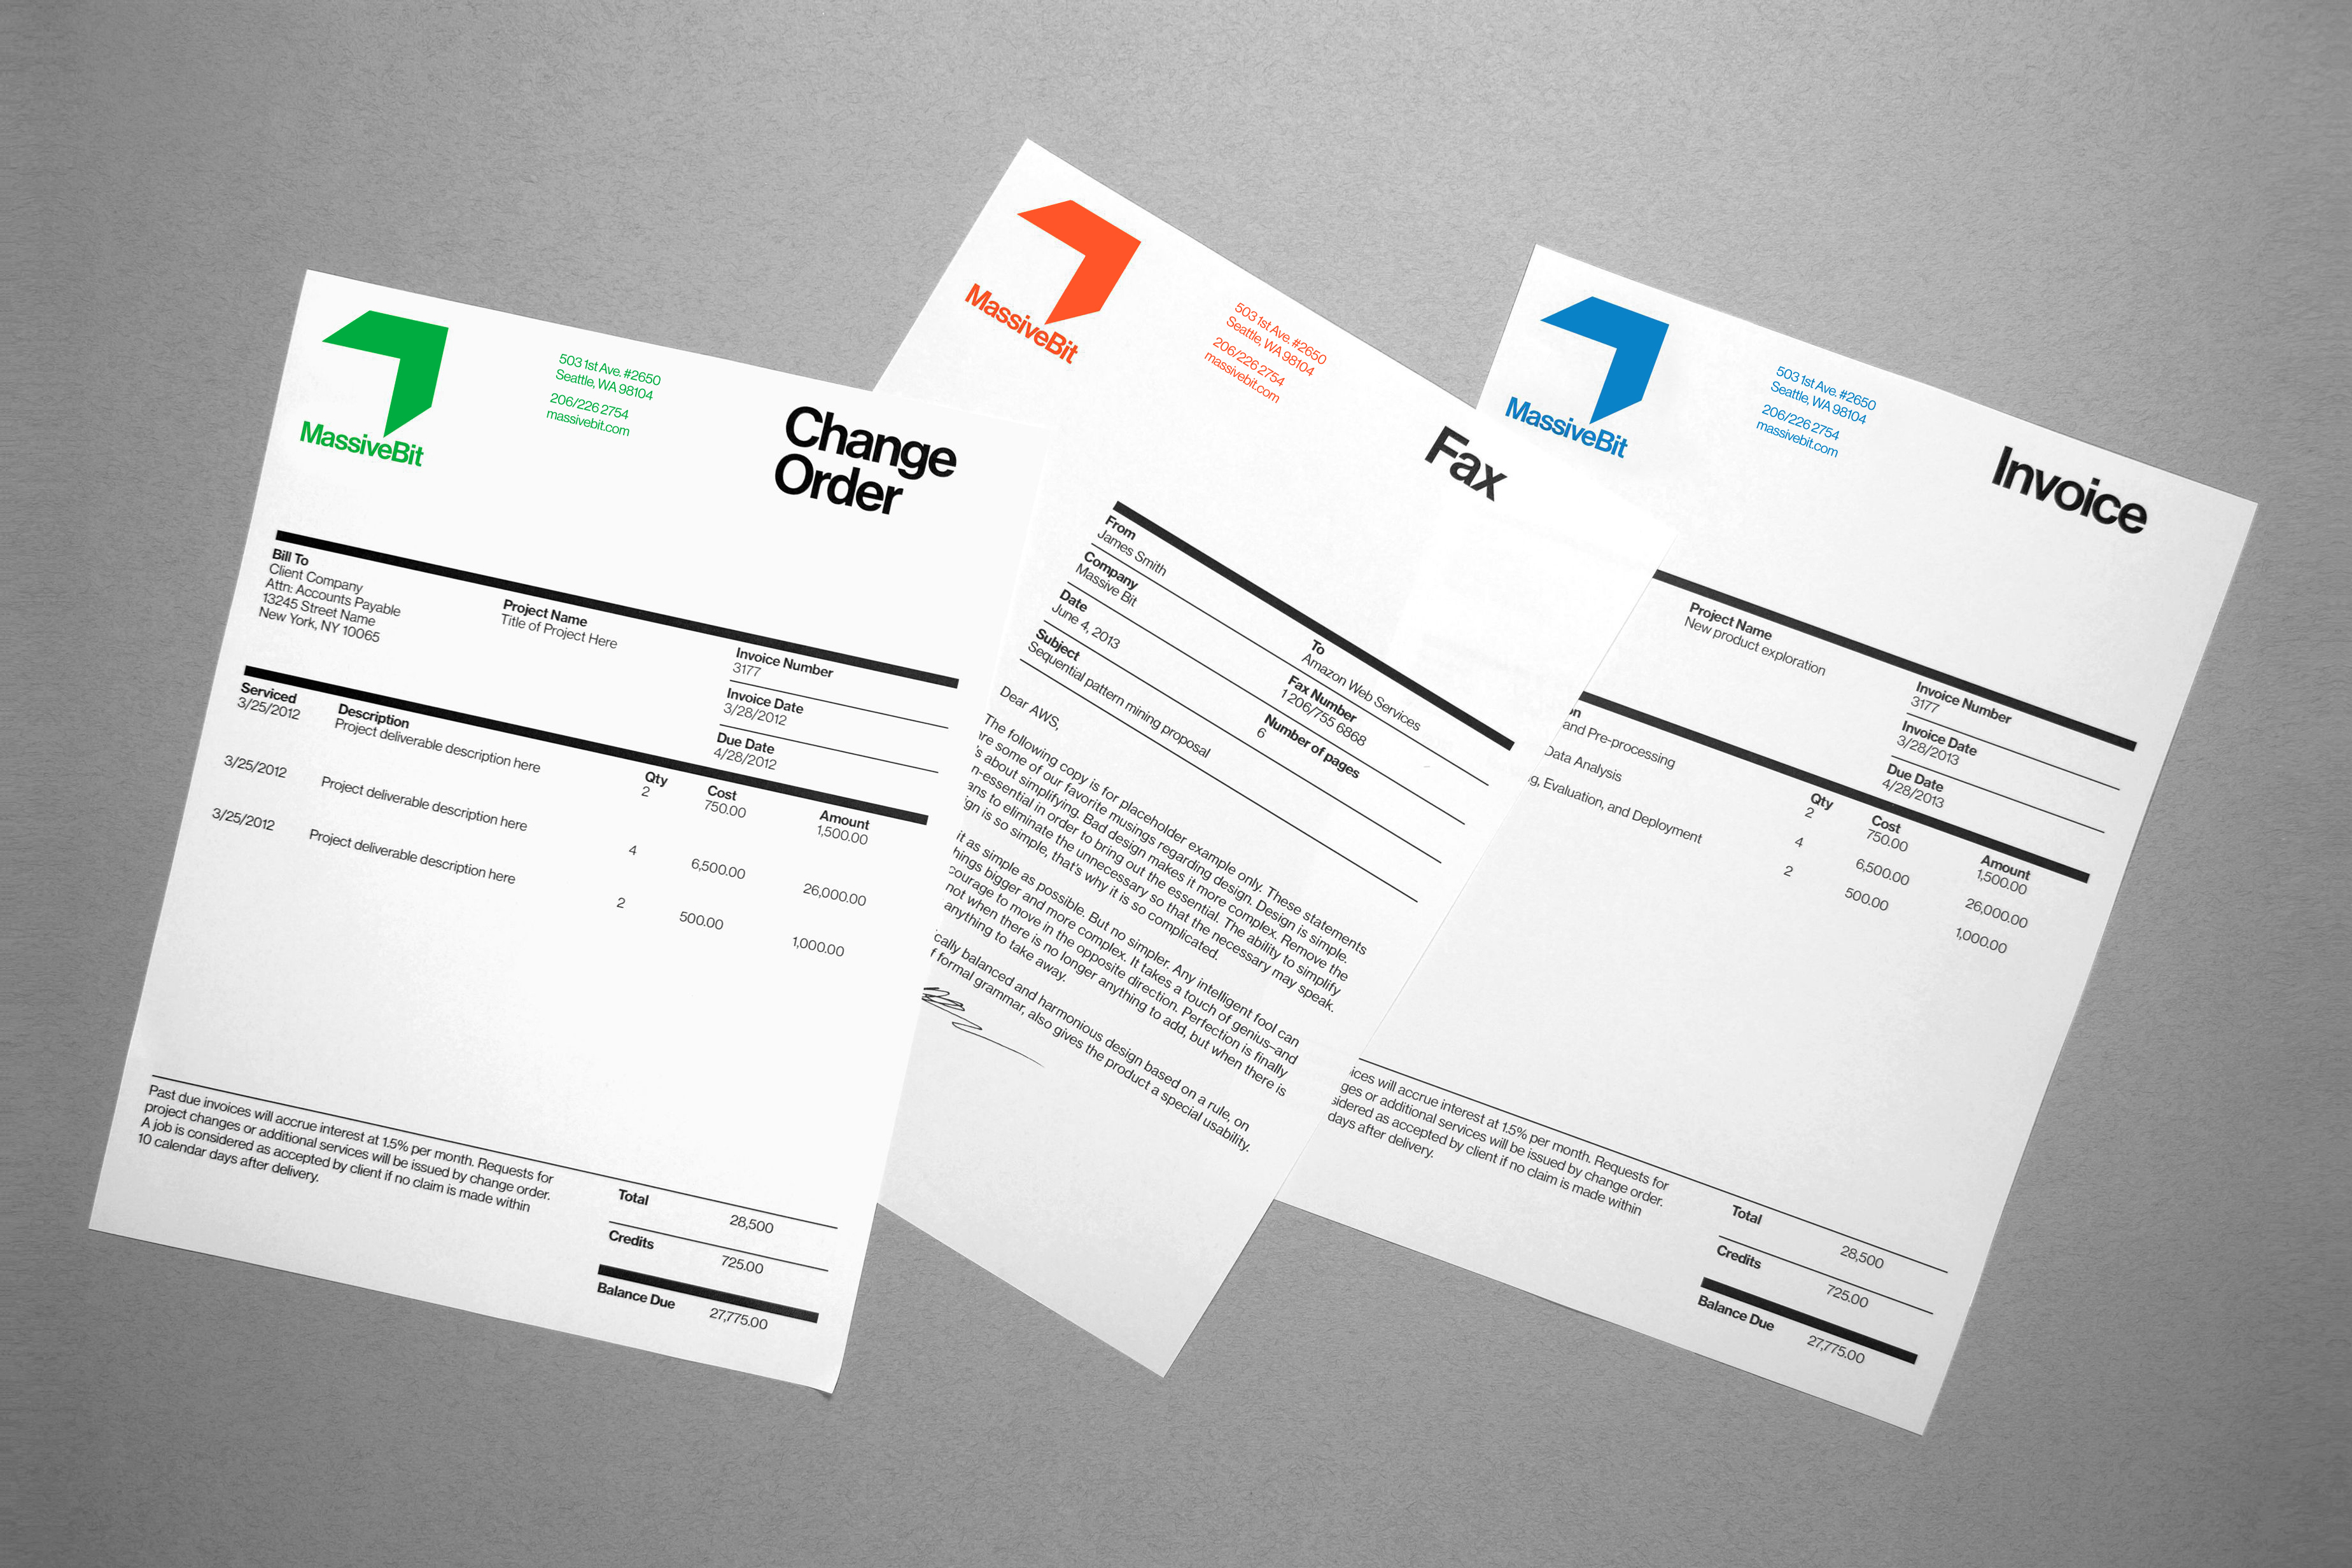 MassiveBit
503 1st Ave. #2650
Seattle, WA 98104
206/226 2754
massivebit.com
Change
Order
Bill To
Client Company
Attn: Accounts Payable
13245 Street Name
New York, NY 10065
Project Name
Title of Project Here
Invoice Number
3177
Invoice Date
3/28/2012
Due Date
4/28/2012
Serviced Description Qty Cost Amount
3/25/2012 Project deliverable description here 2 750.00 1,500.00
3/25/2012 Project deliverable description here 4 6,500.00 26,000.00
3/25/2012 Project deliverable description here 2 500.00 1,000.00
Past due invoices will accrue interest at 1.5% per month. Requests for
project changes or additional services will be issued by change order.
A job is considered as accepted by client if no claim is made within
10 calendar days after delivery.
Total 28,500
Credits 725.00
Balance Due 27,775.00
MassiveBit
503 1st Ave. #2650
Seattle, WA 98104
206/226 2754
massivebit.com
Fax
From
James Smith
To
Amazon Web Services
Company
Massive Bit
Fax Number
1 206/755 6868
Date
June 4, 2013
Number of pages
6
Subject
Sequential pattern mining proposal
Dear AWS,
The following copy is for placeholder example only. These statements
are some of our favorite musings regarding design. Design is simple.
about simplifying. Bad design makes it more complex. Remove the
n-essential in order to bring out the essential. The ability to simplify
ans to eliminate the unnecessary so that the necessary may speak.
ign is so simple, that's why it is so complicated.
it as simple as possible. But no simpler. Any intelligent fool can
hings bigger and more complex. It takes a touch of genius–and
courage to move in the opposite direction. Perfection is finally
not when there is no longer anything to add, but when there is
anything to take away.
ically balanced and harmonious design based on a rule, on
f formal grammar, also gives the product a special usability.
MassiveBit
503 1st Ave. #2650
Seattle, WA 98104
206/226 2754
massivebit.com
Invoice
Project Name
New product exploration
Invoice Number
3177
Invoice Date
3/28/2013
Due Date
4/28/2013
on Qty Cost Amount
and Pre-processing 2 750.00 1,500.00
Data Analysis 4 6,500.00 26,000.00
g, Evaluation, and Deployment 2 500.00 1,000.00
ices will accrue interest at 1.5% per month. Requests for
ges or additional services will be issued by change order.
sidered as accepted by client if no claim is made within
days after delivery.
Total 28,500
Credits 725.00
Balance Due 27,775.00